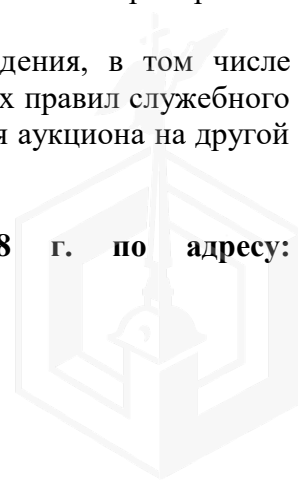 дения, в том числе
х правил служебного
я аукциона на другой
8 г. по адресу: